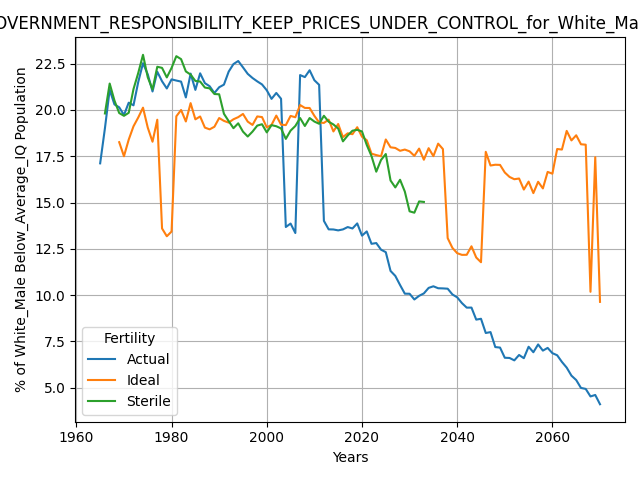 OVERNMENT_RESPONSIBILITY_KEEP_PRICES_UNDER_CONTROL_for_White_Ma
% of White_Male Below_Average_IQ Population
22.5
20.0
17.5
15.0
12.5
10.0
7.5
5.0
Fertility
Actual
Ideal
Sterile
1960
1980
2000
2020
2040
2060
Years